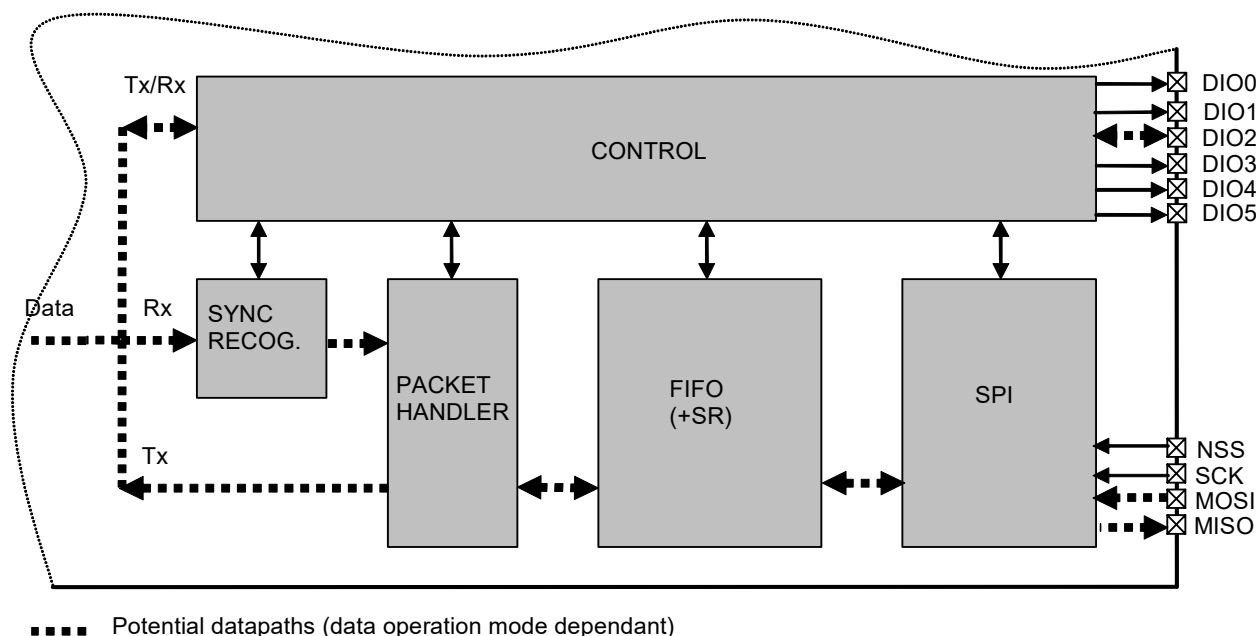 Tx/Rx
DIO0
DIO1
DIO2
DIO3
DIO4
DIO5
CONTROL
Data
Rx
SYNC
RECOG.
PACKET
HANDLER
FIFO
(+SR)
SPI
Tx
NSS
SCK
MOSI
MISO
Potential datapaths (data operation mode dependant)